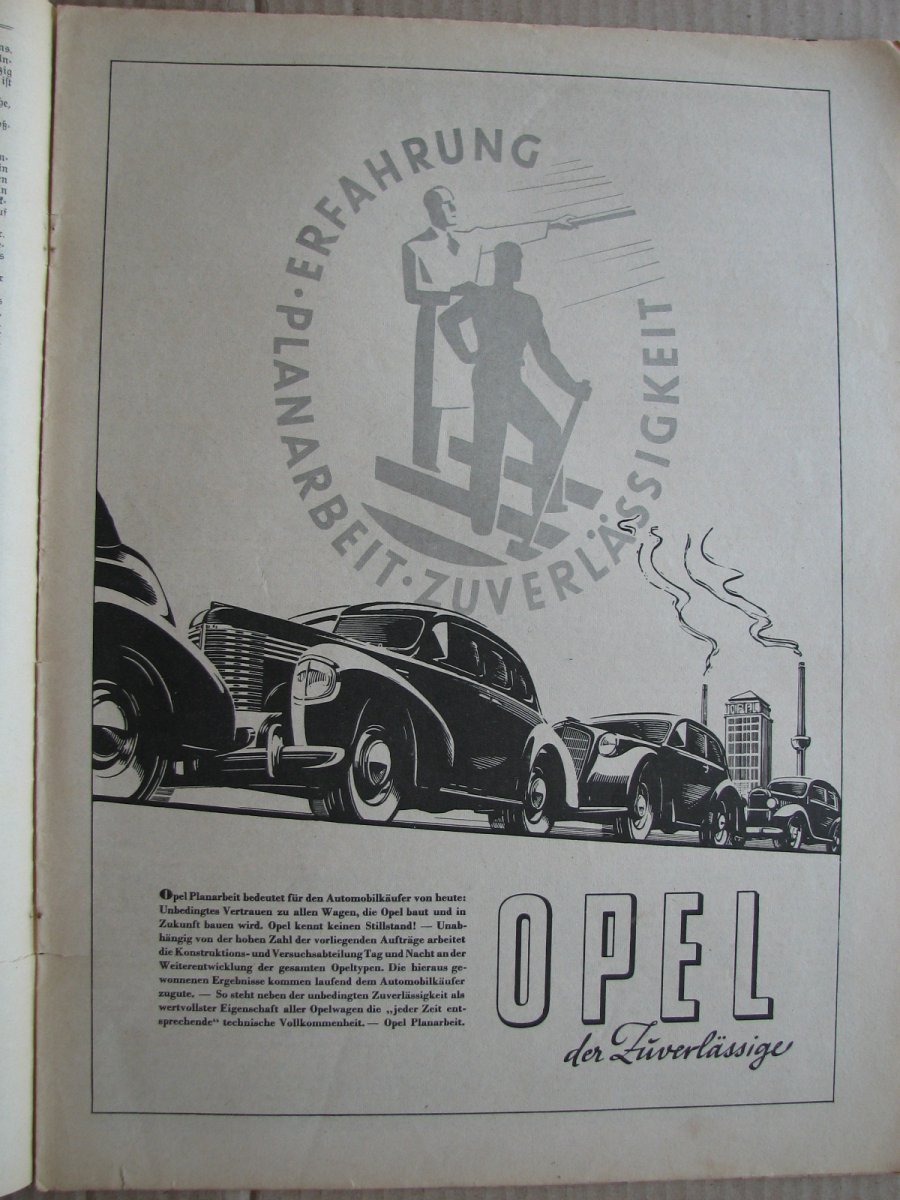 ERFAHRUNG · PLANARBEIT · ZUVERLÄSSIGKEIT
OPEL
Opel Planarbeit bedeutet für den Automobilkäufer von heute:
Unbedingtes Vertrauen zu allen Wagen, die Opel baut und in
Zukunft bauen wird. Opel kennt keinen Stillstand! — Unab-
hängig von der hohen Zahl der vorliegenden Aufträge arbeitet
die Konstruktions- und Versuchsabteilung Tag und Nacht an der
Weiterentwicklung der gesamten Opeltypen. Die hieraus ge-
wonnenen Ergebnisse kommen laufend dem Automobilkäufer
zugute. — So steht neben der unbedingten Zuverlässigkeit als
wertvollster Eigenschaft aller Opelwagen die „jeder Zeit ent-
sprechende“ technische Vollkommenheit. — Opel Planarbeit.
OPEL
der Zuverlässige